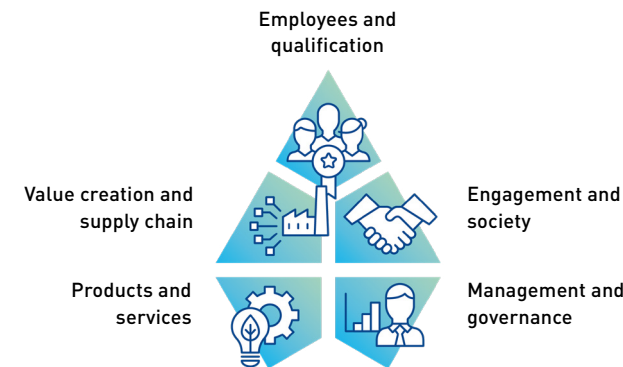 Employees and
qualification
Value creation and
supply chain
Engagement and
society
Products and
services
Management and
governance